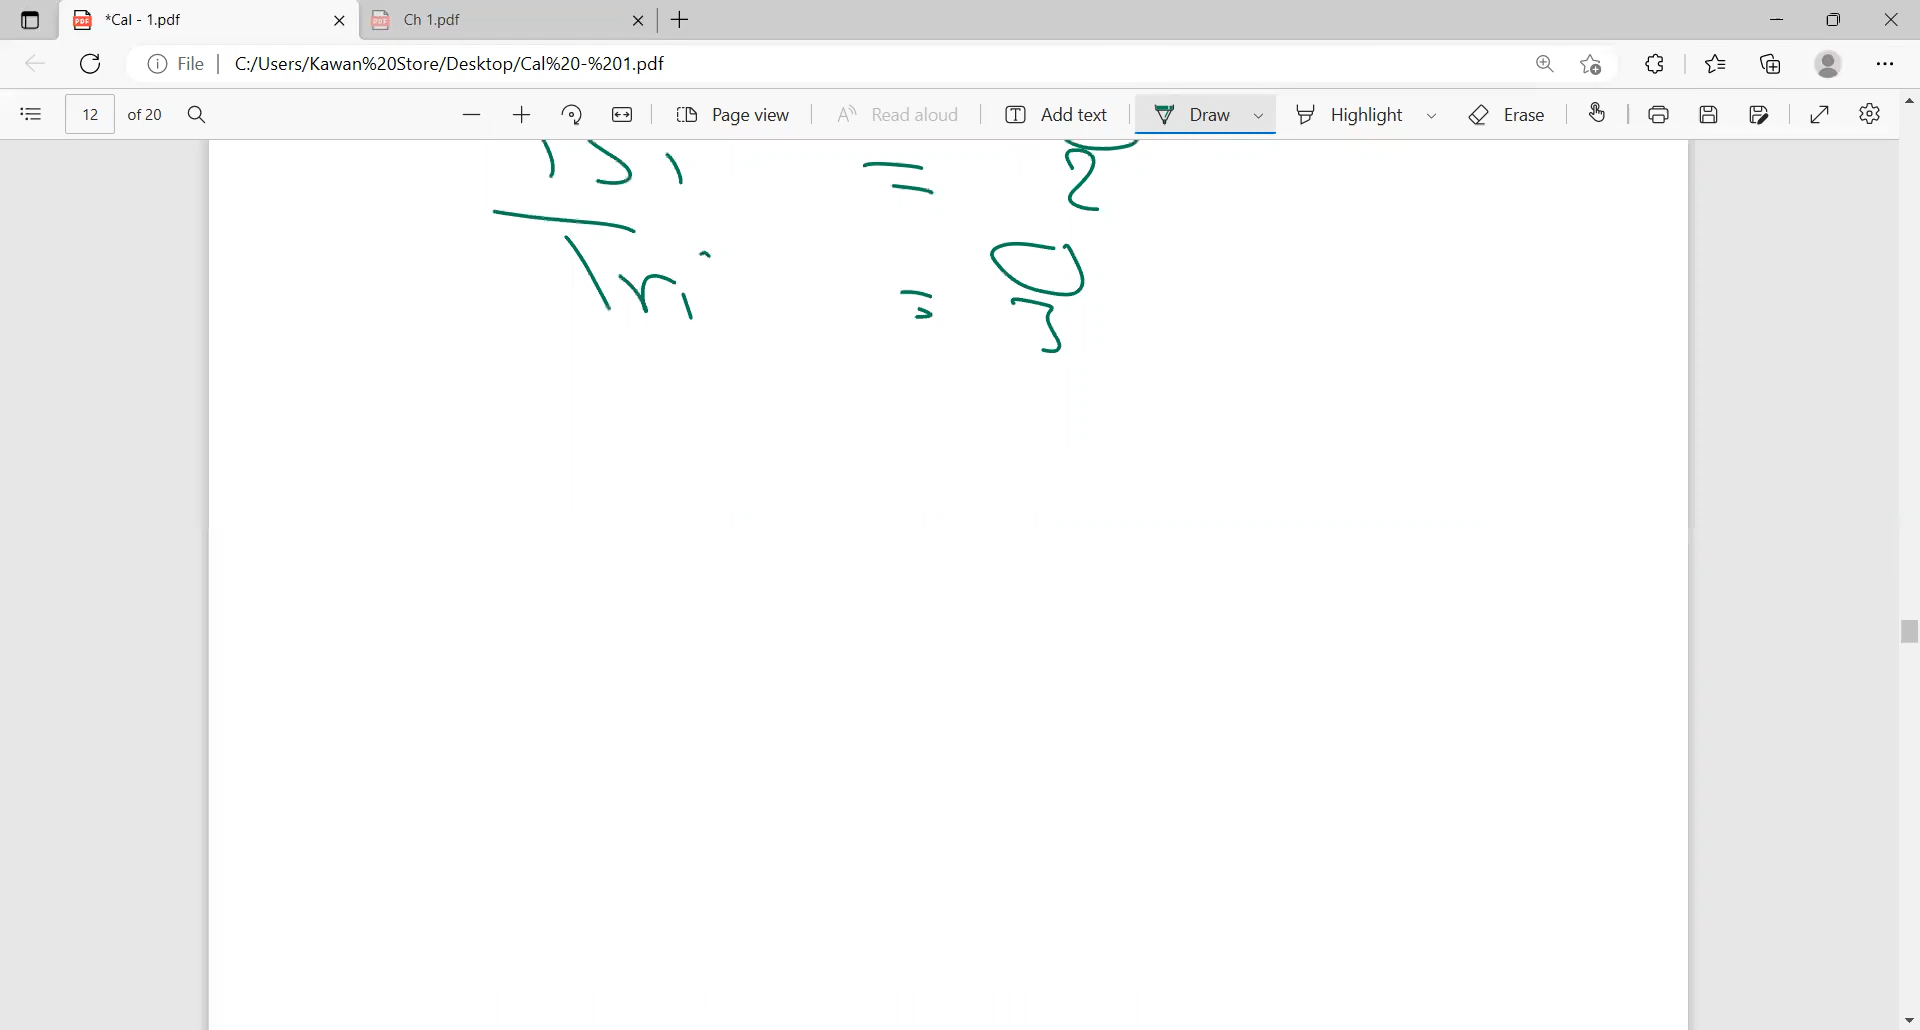 *Cal - 1.pdf
Ch 1.pdf
File C:/Users/Kawan%20Store/Desktop/Cal%20-%201.pdf
12 of 20 Page view Read aloud Add text Draw Highlight Erase
= 2
Tri =
3